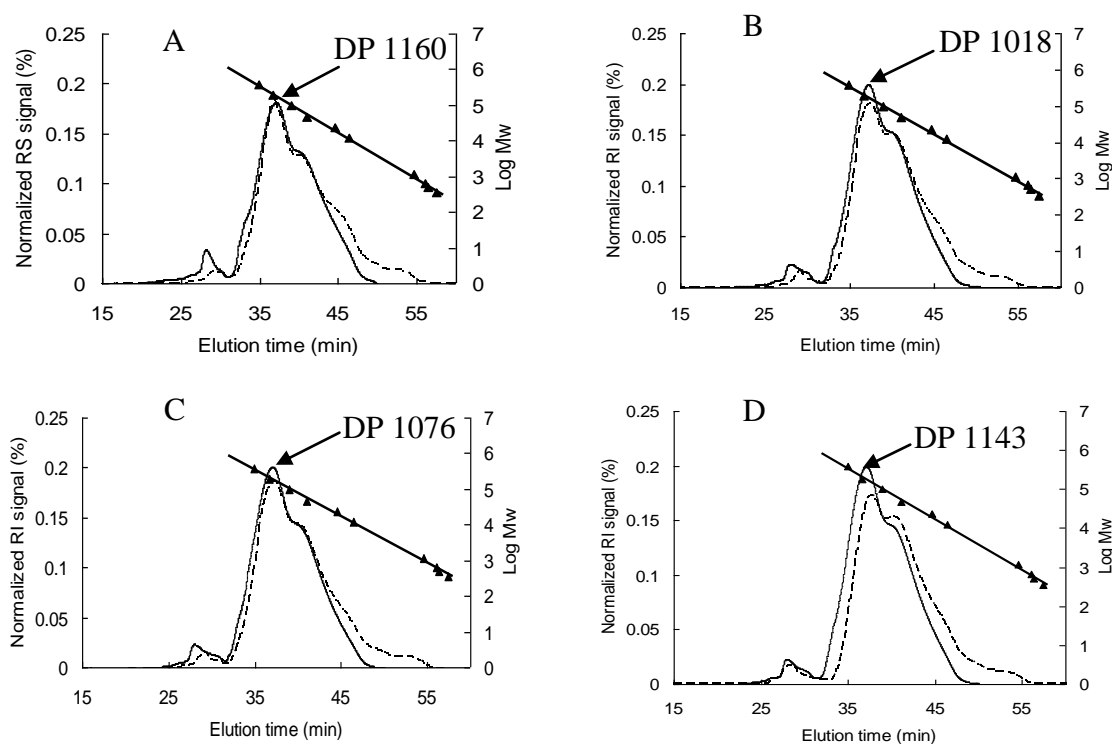 A
DP 1160
Normalized RS signal (%)
0.25
0.2
0.15
0.1
0.05
0
7
6
5
4
3
2
1
0
Log Mw
15 25 35 45 55
Elution time (min)
B
DP 1018
Normalized RI signal (%)
0.25
0.2
0.15
0.1
0.05
0
7
6
5
4
3
2
1
0
Log Mw
15 25 35 45 55
Elution time (min)
C
DP 1076
Normalized RI signal (%)
0.25
0.2
0.15
0.1
0.05
0
7
6
5
4
3
2
1
0
Log Mw
15 25 35 45 55
Elution time (min)
D
DP 1143
Normalized RI signal (%)
0.25
0.2
0.15
0.1
0.05
0
7
6
5
4
3
2
1
0
Log Mw
15 25 35 45 55
Elution time (min)